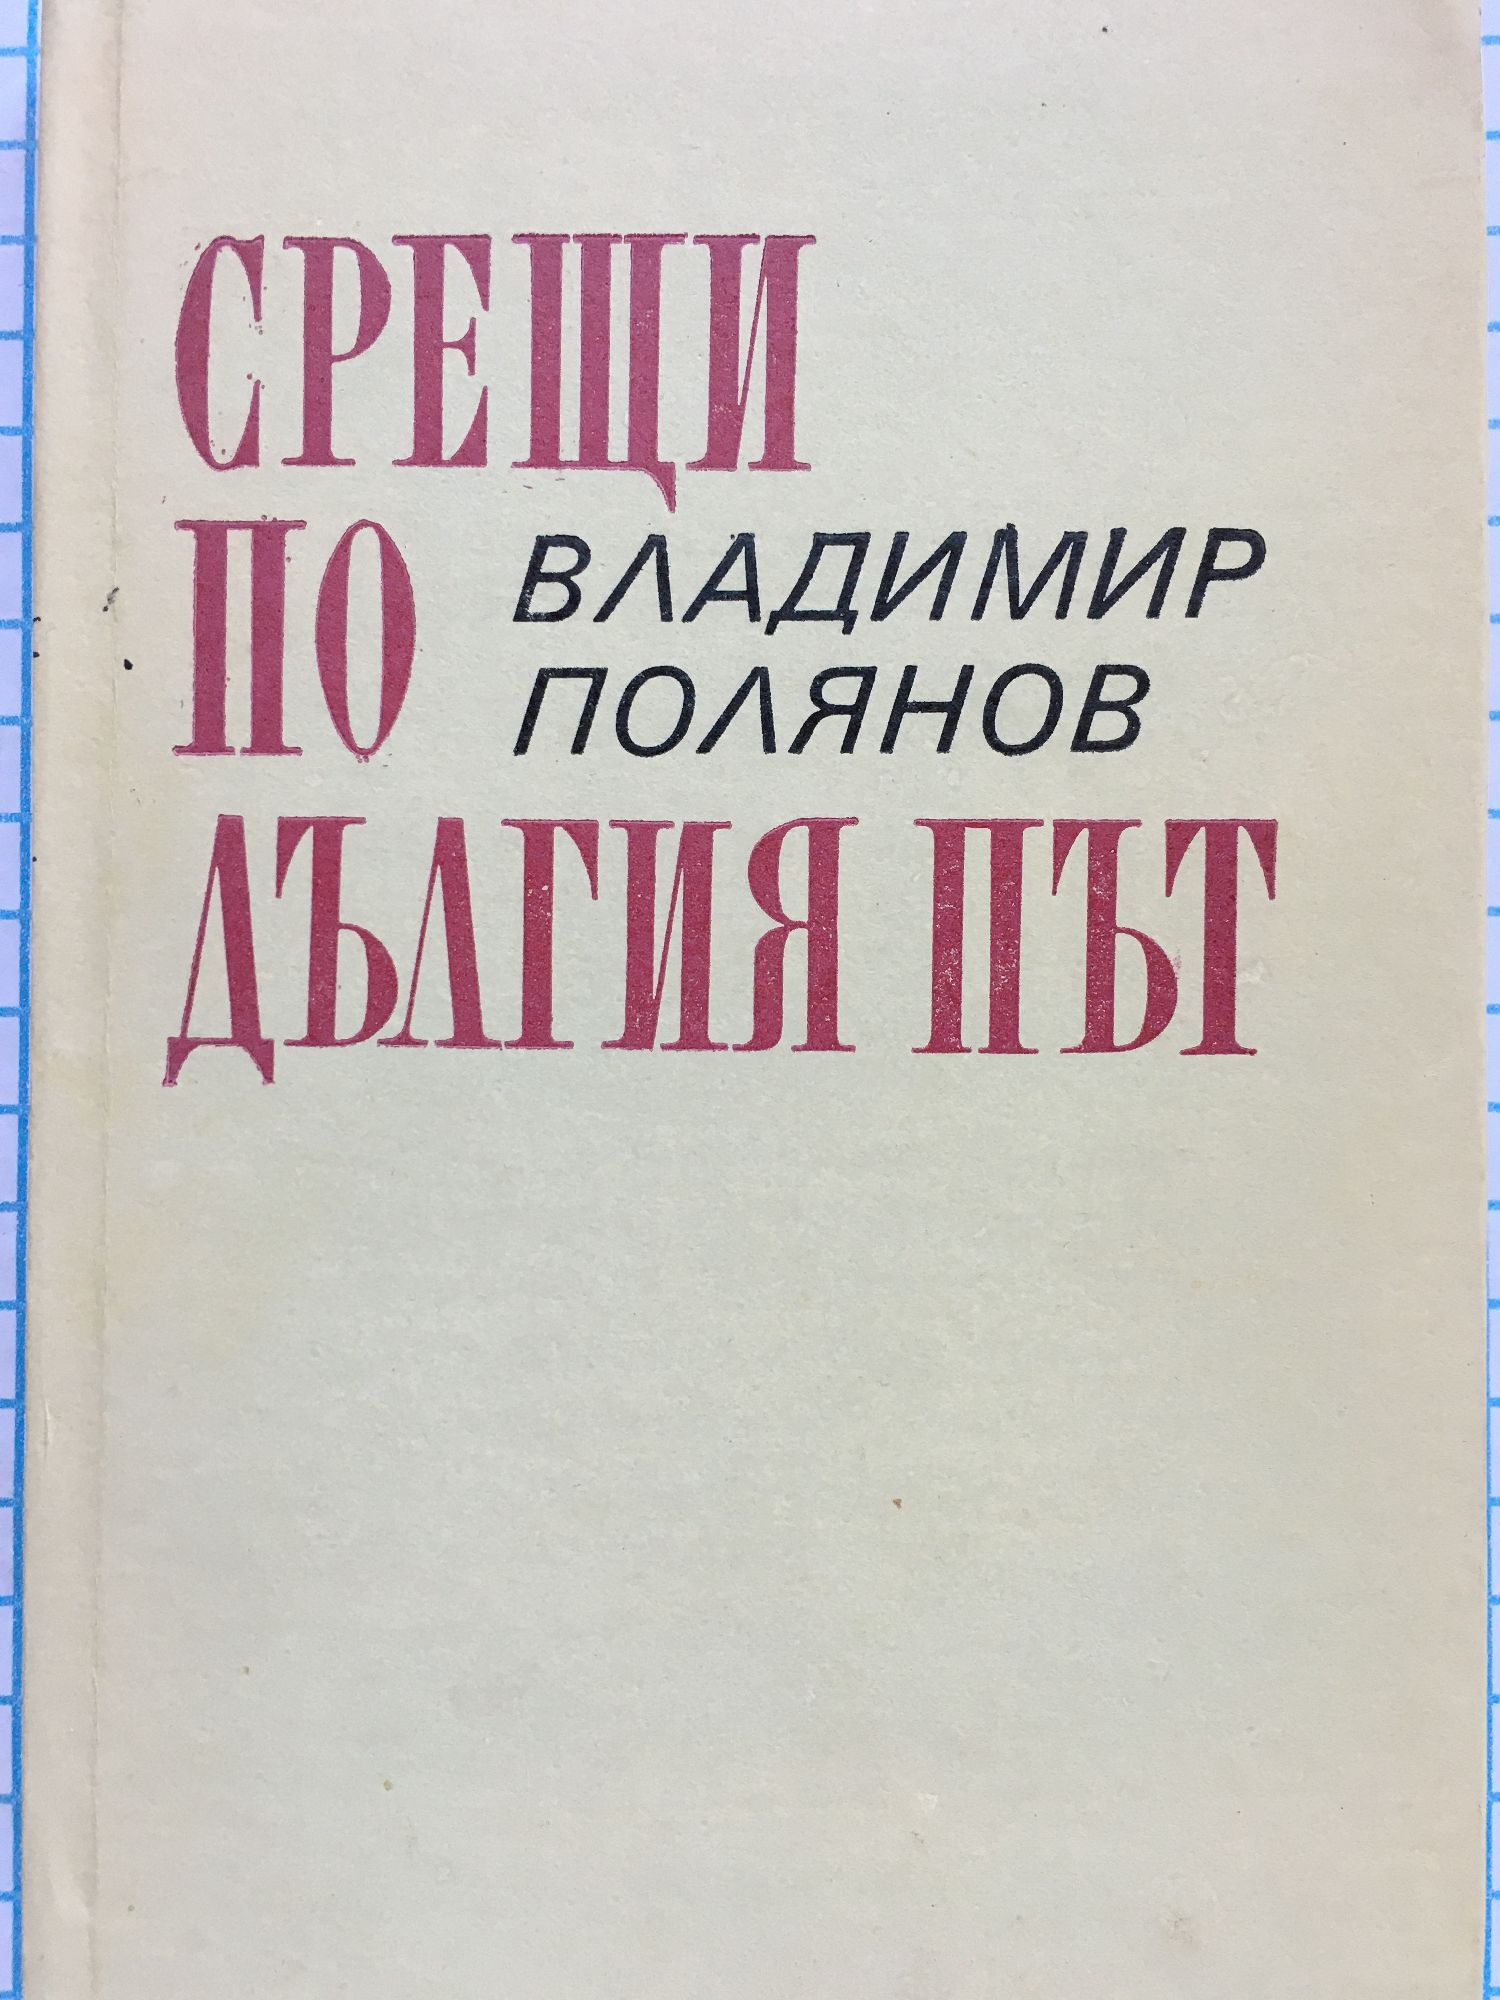 СРЕЩИ
ПО
ВЛАДИМИР
ПОЛЯНОВ
ДЪЛГИЯ ПЪТ